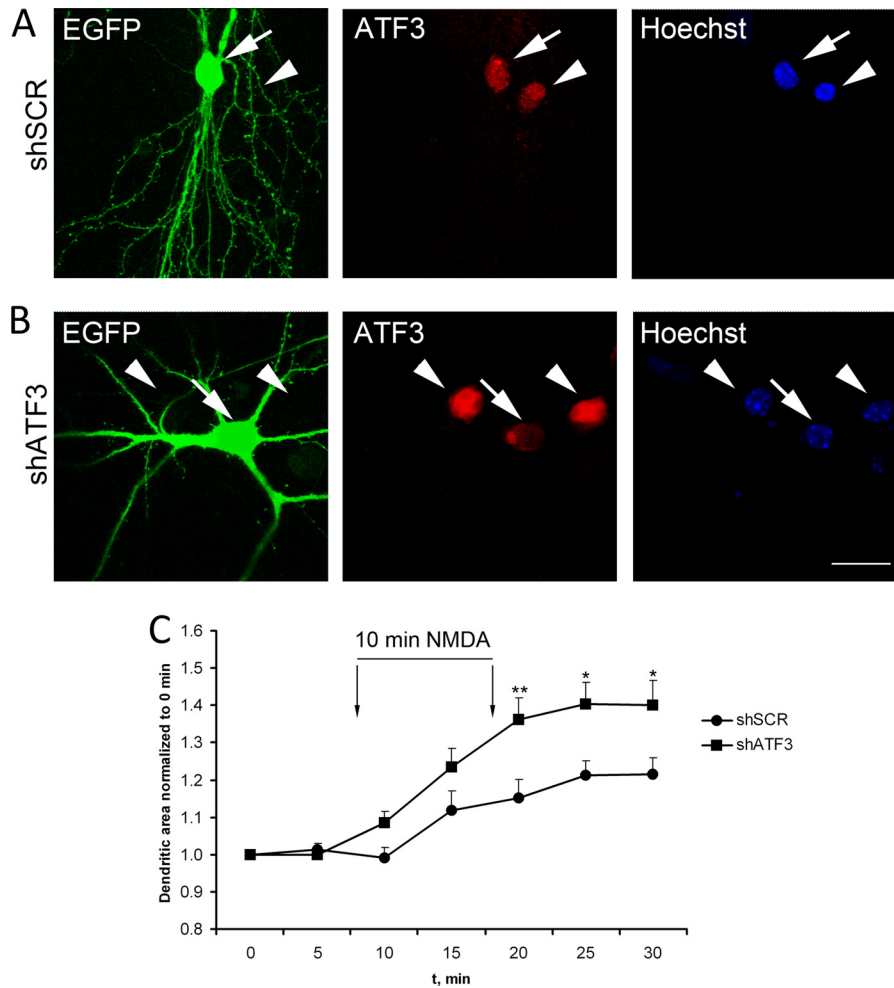 A
EGFP
ATF3
Hoechst
shSCR
B
EGFP
ATF3
Hoechst
shATF3
C
10 min NMDA
Dendritic area normalized to 0 min
1.6
1.5
1.4
1.3
1.2
1.1
1.0
0.9
0.8
**
*
*
shSCR
shATF3
0 5 10 15 20 25 30
t, min